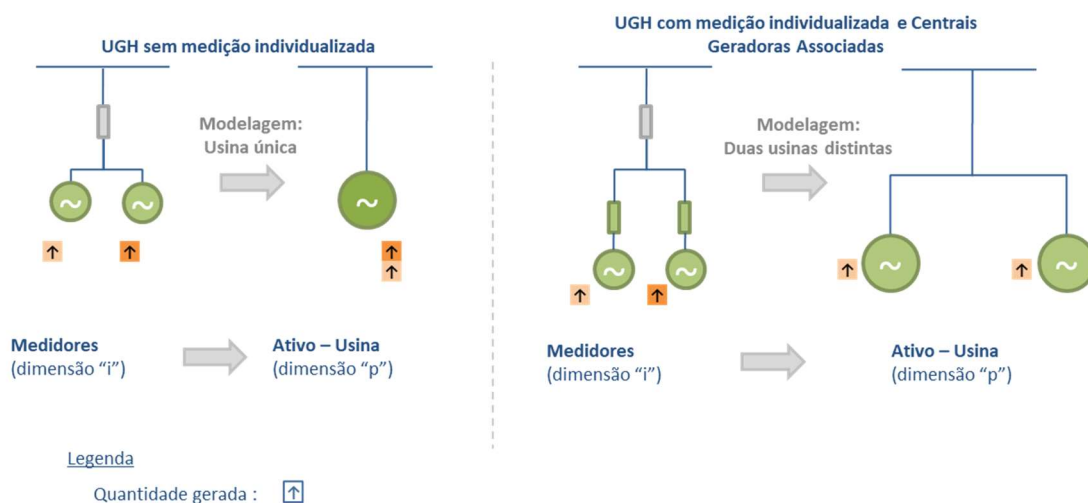 UGH sem medição individualizada
Modelagem:
Usina única
Medidores
(dimensão “i”)
Ativo – Usina
(dimensão “p”)
UGH com medição individualizada e Centrais
Geradoras Associadas
Modelagem:
Duas usinas distintas
Medidores
(dimensão “i”)
Ativo – Usina
(dimensão “p”)
Legenda
Quantidade gerada :